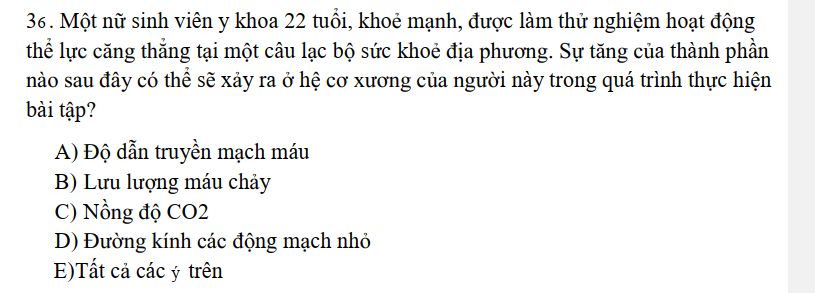 36. Một nữ sinh viên y khoa 22 tuổi, khoẻ mạnh, được làm thử nghiệm hoạt động
thể lực căng thẳng tại một câu lạc bộ sức khoẻ địa phương. Sự tăng của thành phần
nào sau đây có thể sẽ xảy ra ở hệ cơ xương của người này trong quá trình thực hiện
bài tập?
A) Độ dẫn truyền mạch máu
B) Lưu lượng máu chảy
C) Nồng độ CO2
D) Đường kính các động mạch nhỏ
E)Tất cả các ý trên